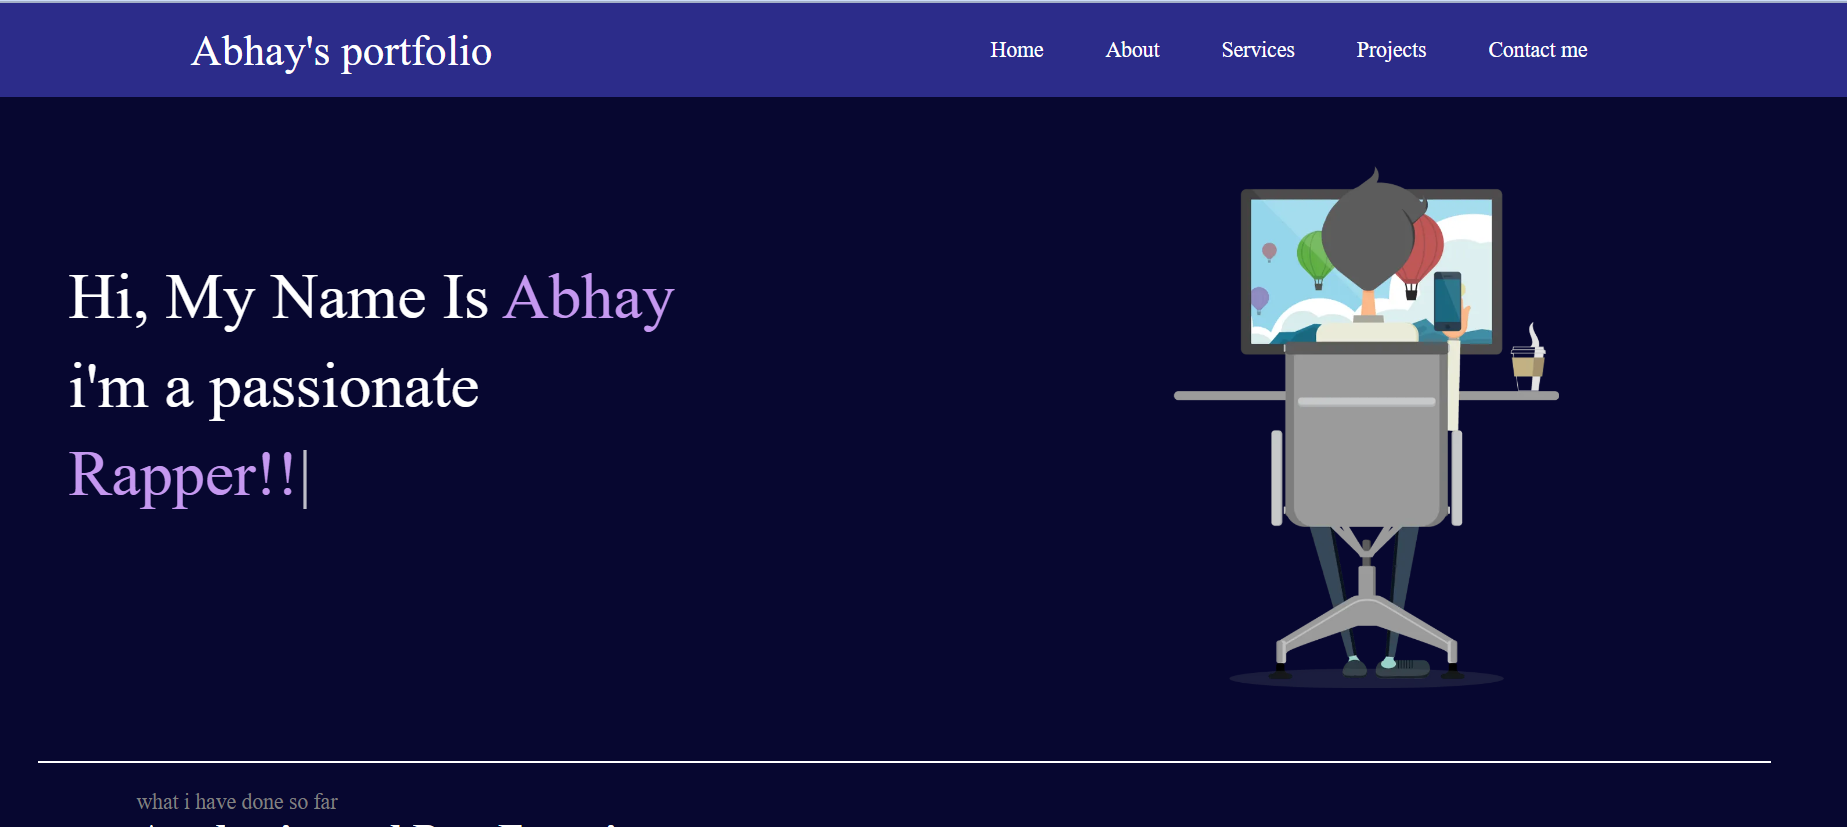 Abhay's portfolio
Home About Services Projects Contact me
Hi, My Name Is Abhay
i'm a passionate
Rapper!!|
what i have done so far